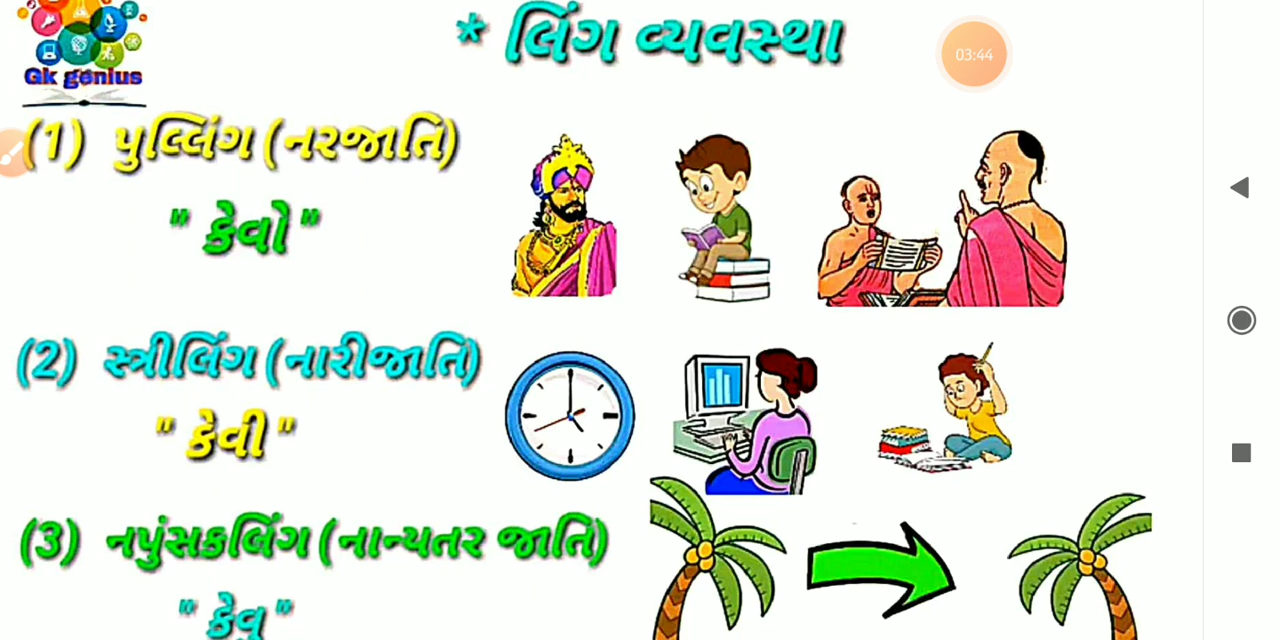 * લિંગ વ્યવસ્થા
03:44
Gk genius
(1) પુલ્લિંગ (નરજાતિ)
" કેવો "
(2) સ્ત્રીલિંગ (નારીજાતિ)
" કેવી "
(3) નપુંસકલિંગ (નાન્યતર જાતિ)
" કેવુ "